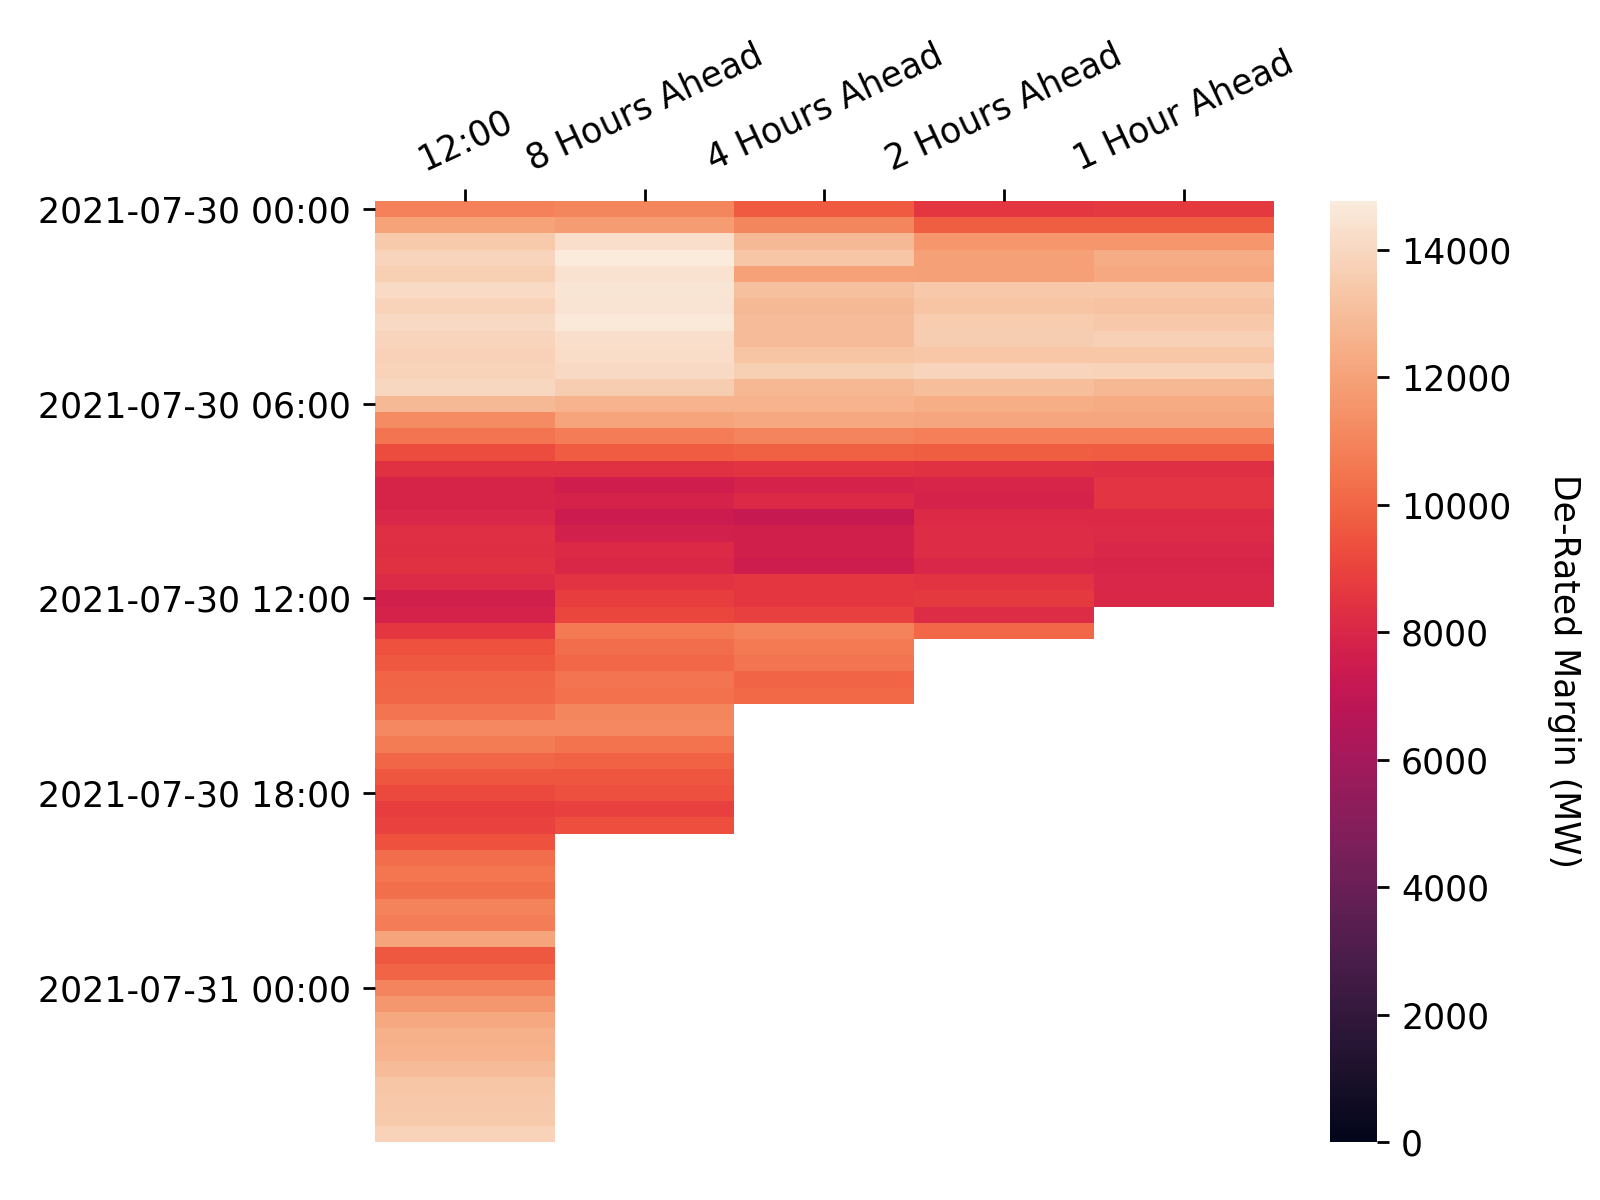 12:00
8 Hours Ahead
4 Hours Ahead
2 Hours Ahead
1 Hour Ahead
2021-07-30 00:00
2021-07-30 06:00
2021-07-30 12:00
2021-07-30 18:00
2021-07-31 00:00
14000
12000
10000
8000
6000
4000
2000
0
De-Rated Margin (MW)